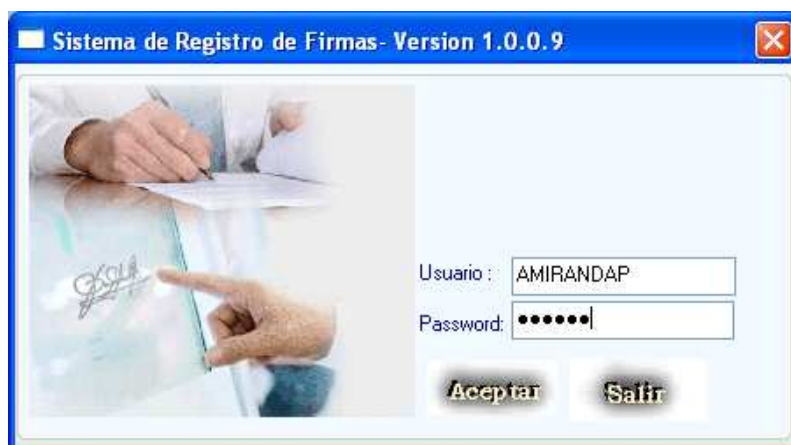 Sistema de Registro de Firmas- Version 1.0.0.9
Usuario : AMIRANDAP
Password: ●●●●●●
Aceptar Salir